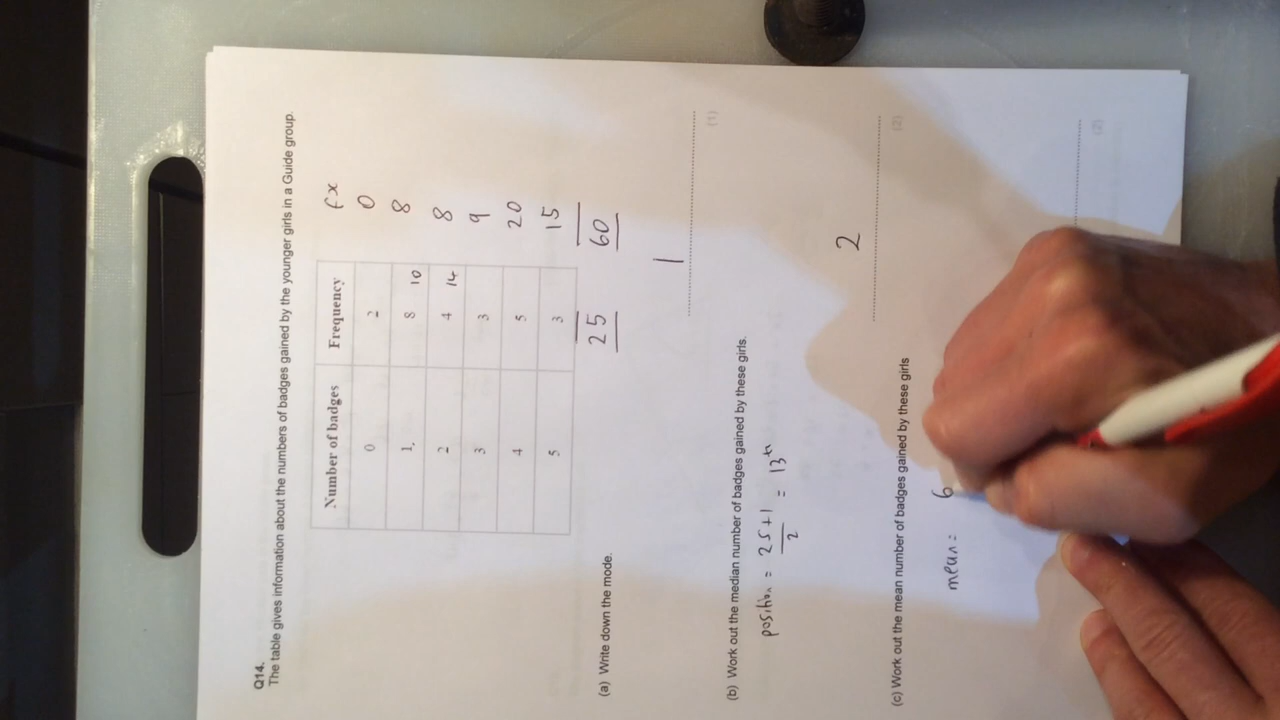 Q14.
The table gives information about the numbers of badges gained by the younger girls in a Guide group.
Number of badges Frequency fx
0 2 0
1. 8 10 8
2 4 14 8
3 3 9
4 5 20
5 3 15
25 60
(a) Write down the mode.
1
(1)
(b) Work out the median number of badges gained by these girls.
position = 25+1 = 13th
2
2
(2)
(c) Work out the mean number of badges gained by these girls
mean = 6
(2)